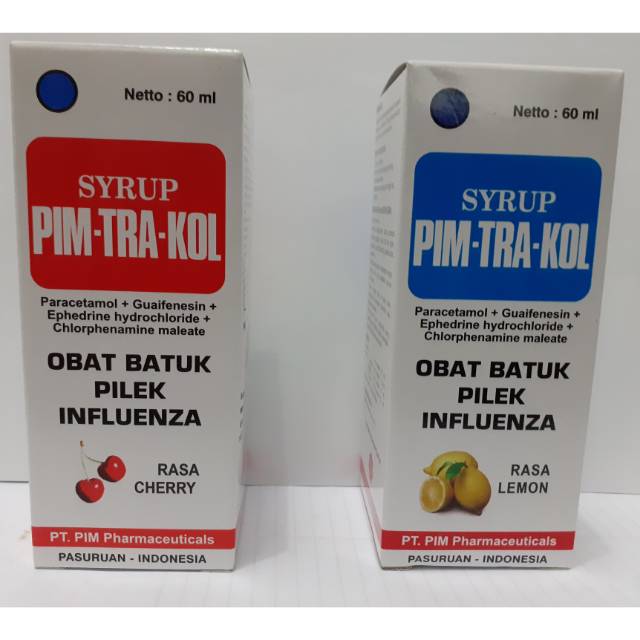 Netto : 60 ml
SYRUP
PIM-TRA-KOL
Paracetamol + Guaifenesin +
Ephedrine hydrochloride +
Chlorphenamine maleate
OBAT BATUK
PILEK
INFLUENZA
RASA
CHERRY
PT. PIM Pharmaceuticals
PASURUAN - INDONESIA
Netto : 60 ml
SYRUP
PIM-TRA-KOL
Paracetamol + Guaifenesin +
Ephedrine hydrochloride +
Chlorphenamine maleate
OBAT BATUK
PILEK
INFLUENZA
RASA
LEMON
PT. PIM Pharmaceuticals
PASURUAN - INDONESIA